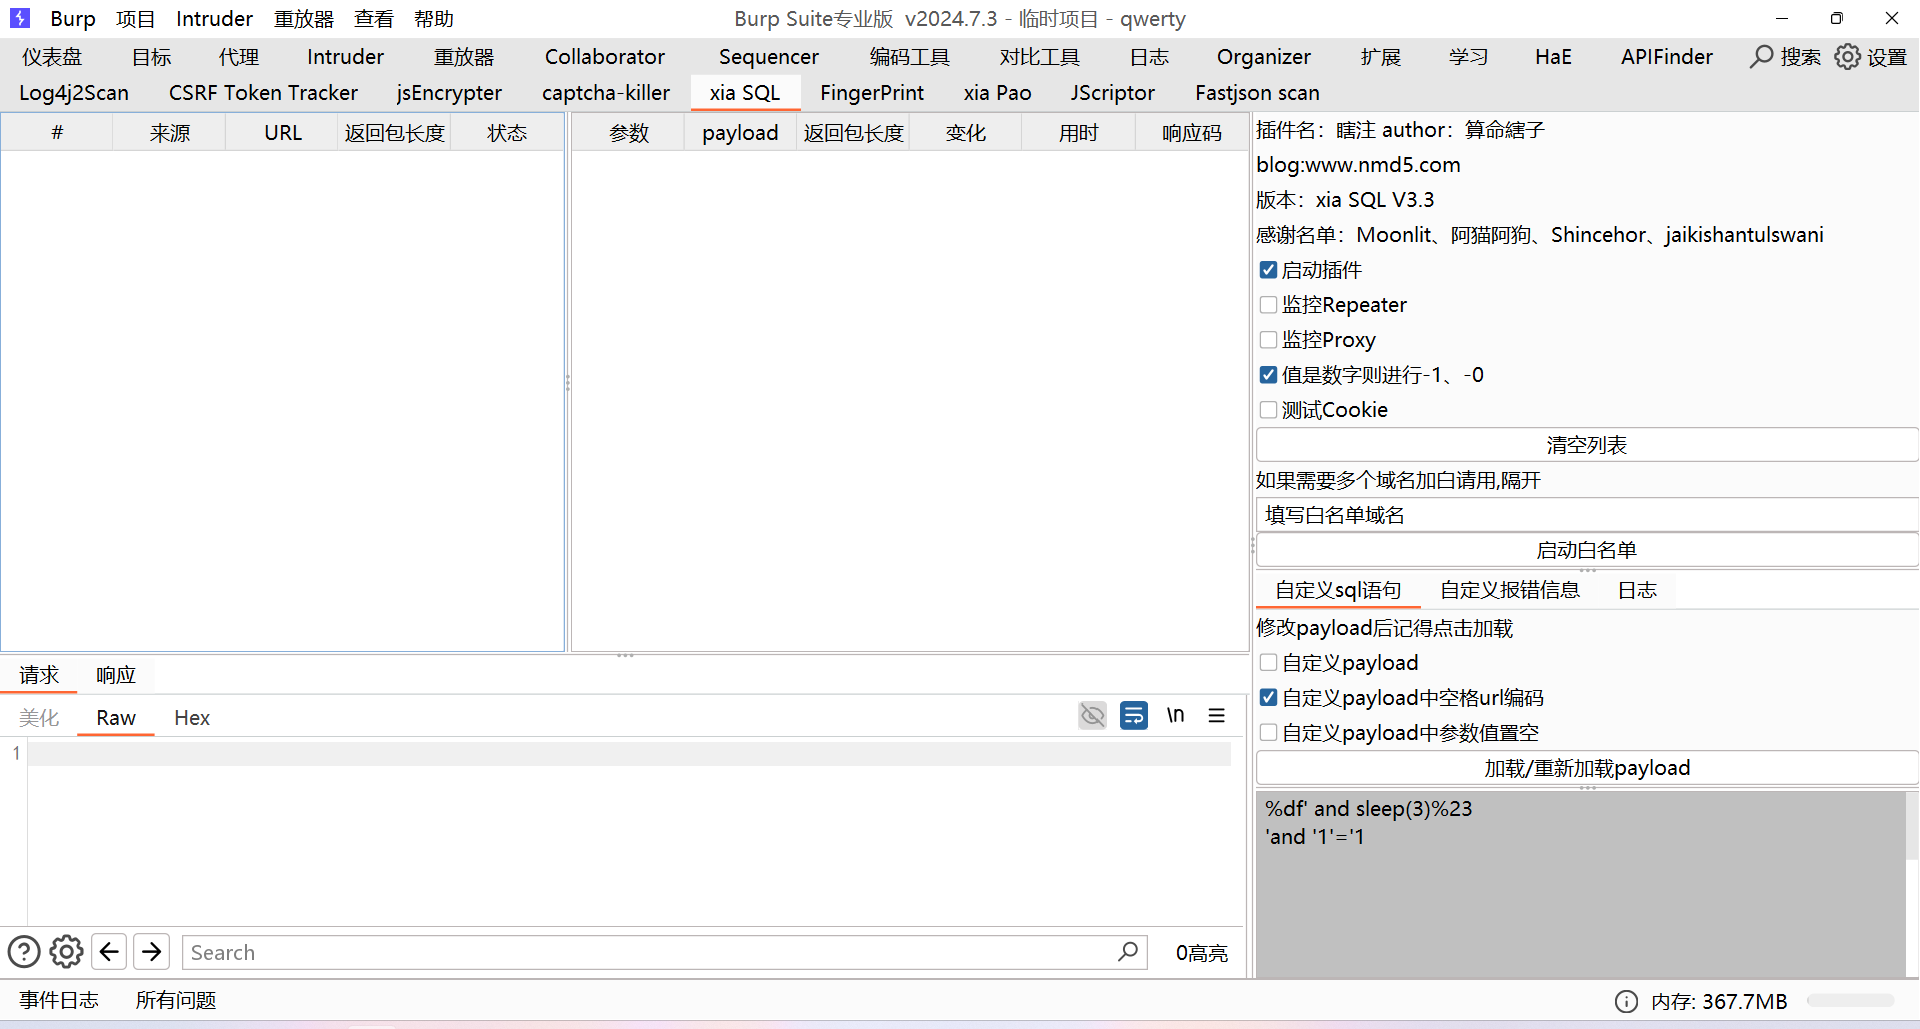 Burp 项目 Intruder 重放器 查看 帮助 Burp Suite专业版 v2024.7.3 - 临时项目 - qwerty
仪表盘 目标 代理 Intruder 重放器 Collaborator Sequencer 编码工具 对比工具 日志 Organizer 扩展 学习 HaE APIFinder 搜索 设置
Log4j2Scan CSRF Token Tracker jsEncrypter captcha-killer xia SQL FingerPrint xia Pao JScriptor Fastjson scan
# 来源 URL 返回包长度 状态 参数 payload 返回包长度 变化 用时 响应码
插件名：瞎注 author：算命縖子
blog:www.nmd5.com
版本：xia SQL V3.3
感谢名单：Moonlit、阿猫阿狗、Shincehor、jaikishantulswani
启动插件
监控Repeater
监控Proxy
值是数字则进行-1、-0
测试Cookie
清空列表
如果需要多个域名加白请用,隔开
填写白名单域名
启动白名单
自定义sql语句 自定义报错信息 日志
修改payload后记得点击加载
自定义payload
自定义payload中空格url编码
自定义payload中参数值置空
加载/重新加载payload
%df' and sleep(3)%23
'and '1'='1
请求 响应
美化 Raw Hex \n
1
Search 0高亮
事件日志 所有问题 内存: 367.7MB